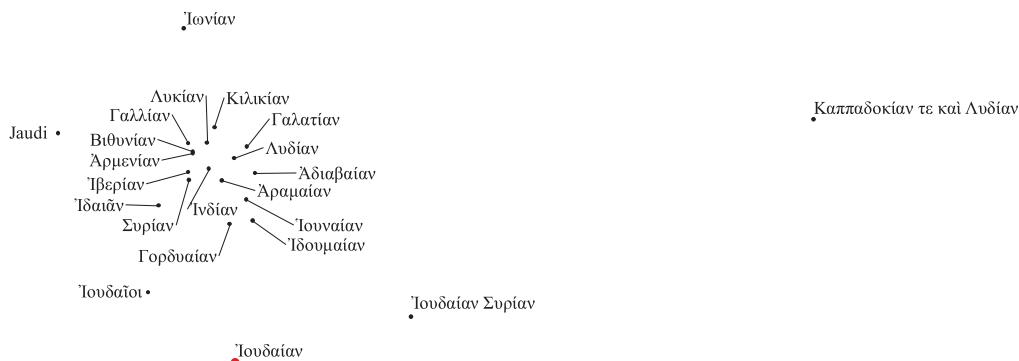 Ἰωνίαν
Λυκίαν
Κιλικίαν
Καππαδοκίαν τε καὶ Λυδίαν
Γαλλίαν
Γαλατίαν
Jaudi
Βιθυνίαν
Λυδίαν
Ἀρμενίαν
Ἀδιαβαίαν
Ἰβερίαν
Ἀραμαίαν
Ἰδαιᾶν
Ἰνδίαν
Συρίαν
Ἰουναίαν
Ἰδουμαίαν
Γορδυαίαν
Ἰουδαῖοι
Ἰουδαίαν Συρίαν
Ἰουδαίαν